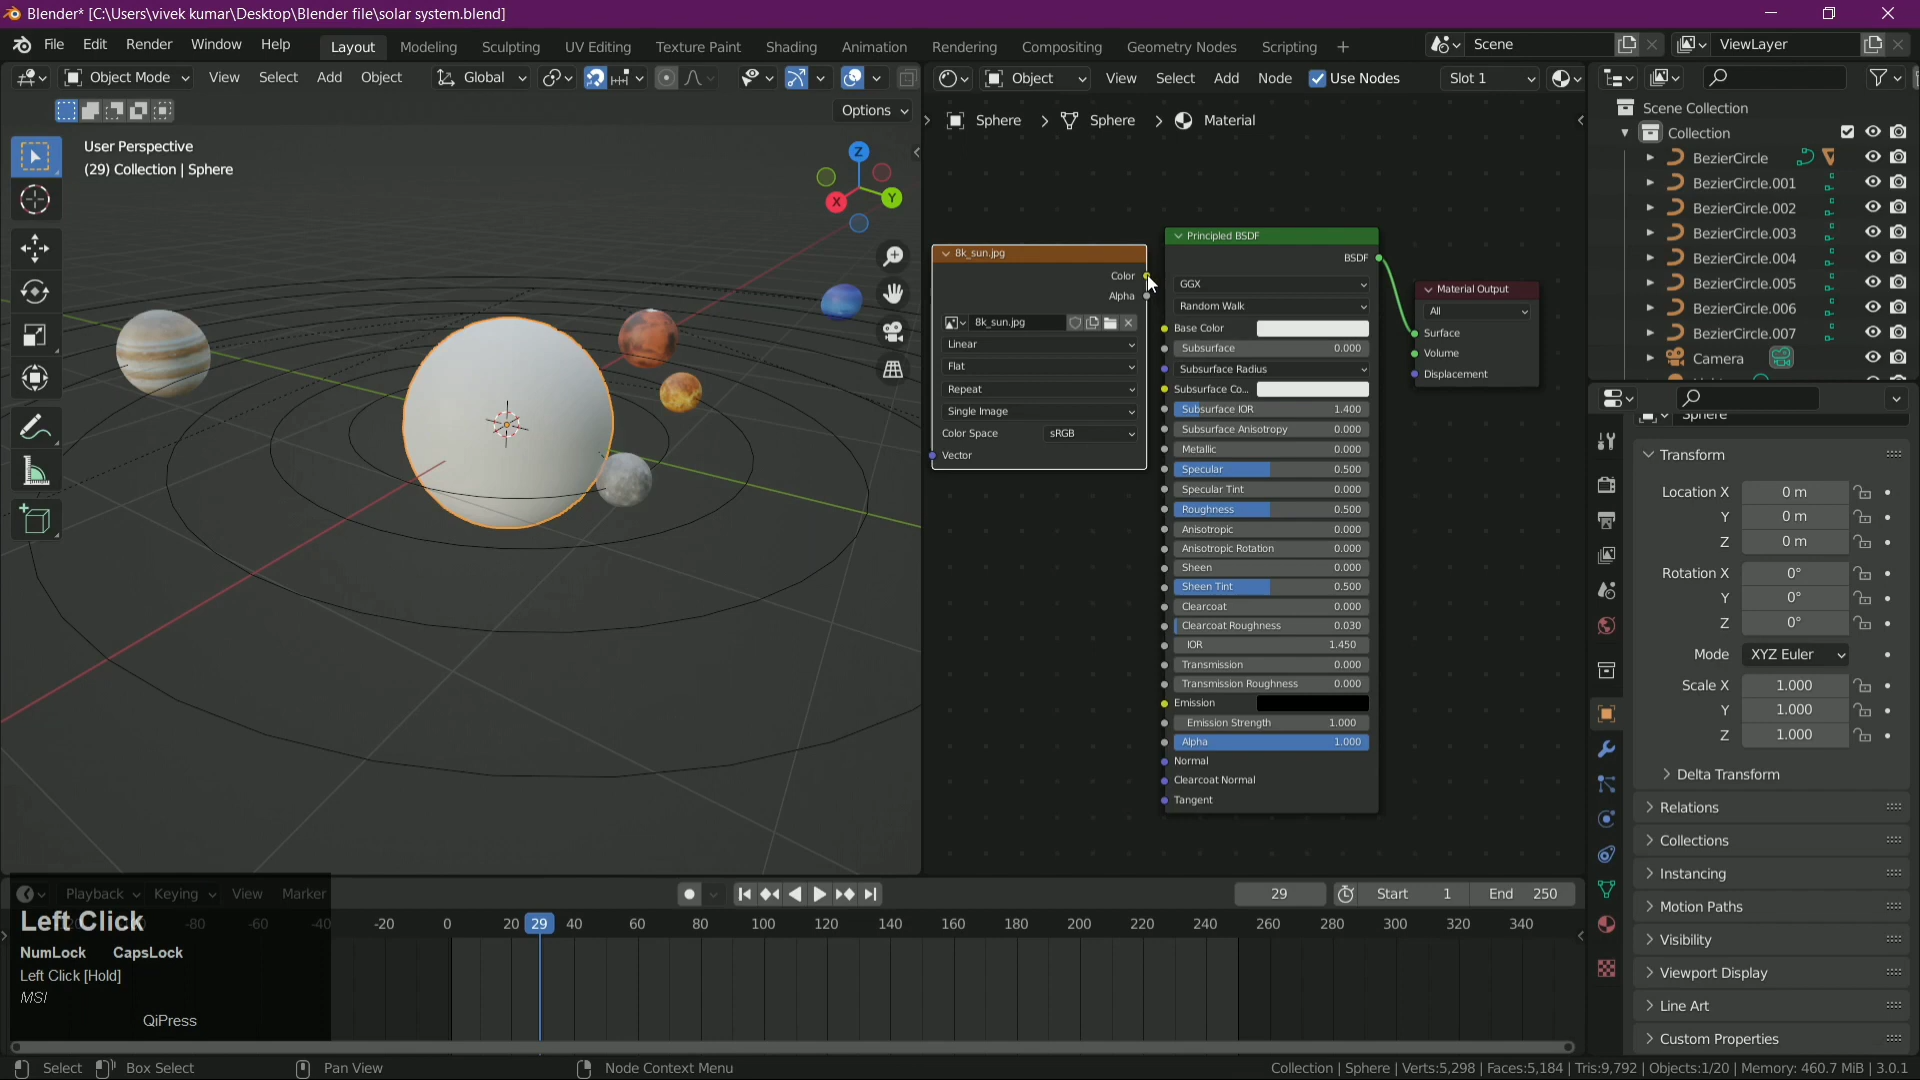 Blender* [C:\Users\vivek kumar\Desktop\Blender file\solar system.blend]
File Edit Render Window Help Layout Modeling Sculpting UV Editing Texture Paint Shading Animation Rendering Compositing Geometry Nodes Scripting Scene ViewLayer
Object Mode View Select Add Object Global
Object View Select Add Node Use Nodes Slot 1
Options
User Perspective
(29) Collection | Sphere
Z
Y
X
Sphere > Sphere > Material
8k_sun.jpg
Color
Alpha
8k_sun.jpg
Linear
Flat
Repeat
Single Image
Color Space sRGB
Vector
Principled BSDF
BSDF
GGX
Random Walk
Base Color
Subsurface 0.000
Subsurface Radius
Subsurface Co...
Subsurface IOR 1.400
Subsurface Anisotropy 0.000
Metallic 0.000
Specular 0.500
Specular Tint 0.000
Roughness 0.500
Anisotropic 0.000
Anisotropic Rotation 0.000
Sheen 0.000
Sheen Tint 0.500
Clearcoat 0.000
Clearcoat Roughness 0.030
IOR 1.450
Transmission 0.000
Transmission Roughness 0.000
Emission
Emission Strength 1.000
Alpha 1.000
Normal
Clearcoat Normal
Tangent
Material Output
All
Surface
Volume
Displacement
Scene Collection
Collection
BezierCircle
BezierCircle.001
BezierCircle.002
BezierCircle.003
BezierCircle.004
BezierCircle.005
BezierCircle.006
BezierCircle.007
Camera
Sphere
Transform
Location X 0 m
Y 0 m
Z 0 m
Rotation X 0°
Y 0°
Z 0°
Mode XYZ Euler
Scale X 1.000
Y 1.000
Z 1.000
Delta Transform
Relations
Collections
Instancing
Motion Paths
Visibility
Viewport Display
Line Art
Custom Properties
Playback Keying View Marker
29 Start 1 End 250
-80 -60 -40 -20 0 20 29 40 60 80 100 120 140 160 180 200 220 240 260 280 300 320 340
Left Click
NumLock CapsLock
Left Click [Hold]
MSI
QiPress
Select Box Select Pan View Node Context Menu
Collection | Sphere | Verts:5,298 | Faces:5,184 | Tris:9,792 | Objects:1/20 | Memory: 460.7 MiB | 3.0.1